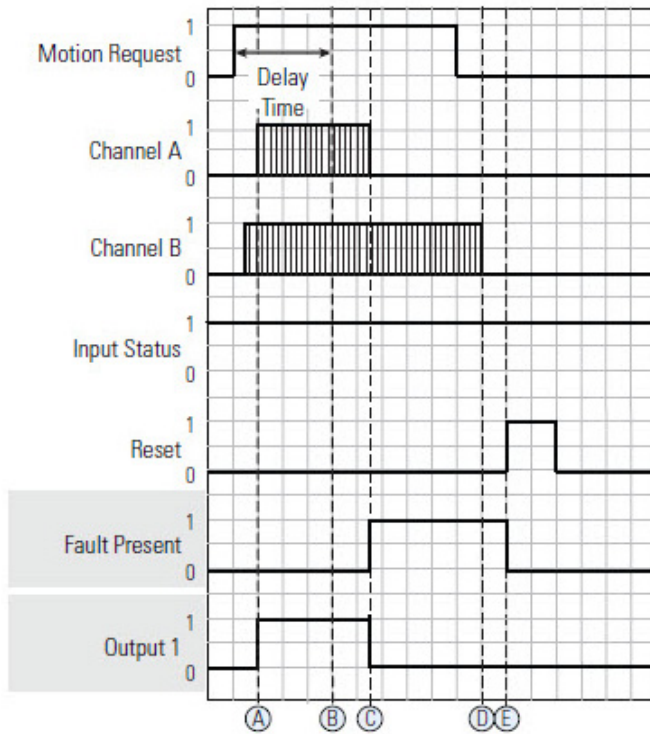 1
Motion Request
0
Delay
Time
1
Channel A
0
1
Channel B
0
1
Input Status
0
1
Reset
0
1
Fault Present
0
1
Output 1
0
A B C D E